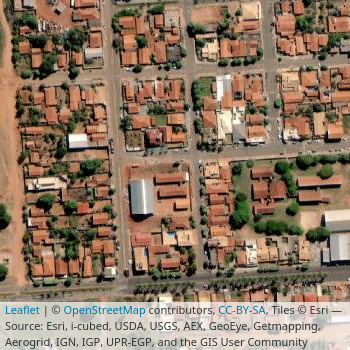 Leaflet | © OpenStreetMap contributors, CC-BY-SA, Tiles © Esri —
Source: Esri, i-cubed, USDA, USGS, AEX, GeoEye, Getmapping,
Aerogrid, IGN, IGP, UPR-EGP, and the GIS User Community